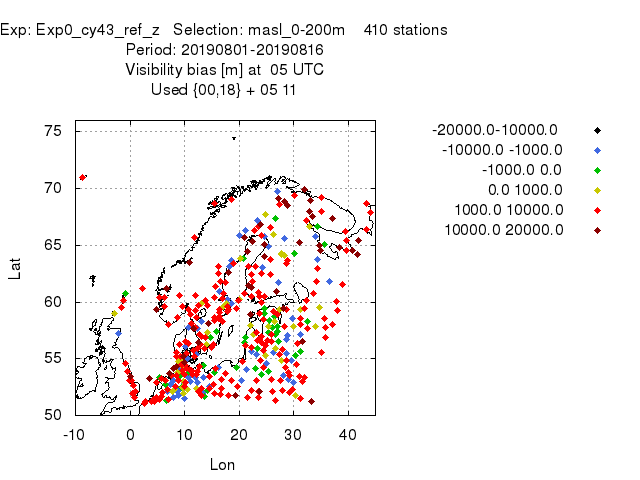 Exp: Exp0_cy43_ref_z   Selection: masl_0-200m    410 stations
Period: 20190801-20190816
Visibility bias [m] at  05 UTC
Used {00,18} + 05 11
-20000.0-10000.0
-10000.0 -1000.0
-1000.0 0.0
0.0 1000.0
1000.0 10000.0
10000.0 20000.0
75
70
65
60
55
50
Lat
-10 0 10 20 30 40
Lon